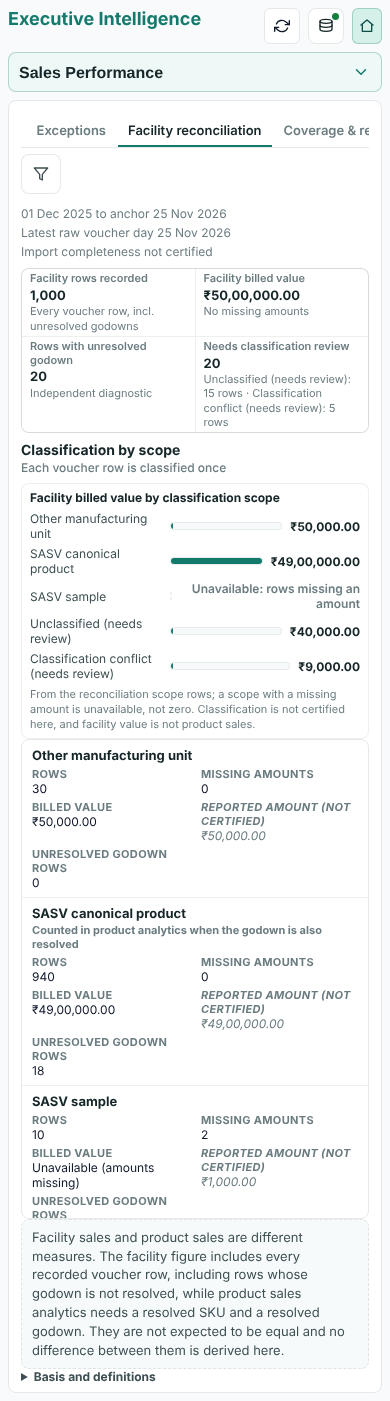 Executive Intelligence
Sales Performance
Exceptions
Facility reconciliation
Coverage & re
01 Dec 2025 to anchor 25 Nov 2026
Latest raw voucher day 25 Nov 2026
Import completeness not certified
Facility rows recorded
1,000
Every voucher row, incl.
unresolved godowns
Facility billed value
₹50,00,000.00
No missing amounts
Rows with unresolved
godown
20
Independent diagnostic
Needs classification review
20
Unclassified (needs review):
15 rows · Classification
conflict (needs review): 5
rows
Classification by scope
Each voucher row is classified once
Facility billed value by classification scope
Other manufacturing
unit
₹50,000.00
SASV canonical
product
₹49,00,000.00
SASV sample
Unavailable: rows missing an
amount
Unclassified (needs
review)
₹40,000.00
Classification conflict
(needs review)
₹9,000.00
From the reconciliation scope rows; a scope with a missing
amount is unavailable, not zero. Classification is not certified
here, and facility value is not product sales.
Other manufacturing unit
ROWS
30
MISSING AMOUNTS
0
BILLED VALUE
₹50,000.00
REPORTED AMOUNT (NOT
CERTIFIED)
₹50,000.00
UNRESOLVED GODOWN
ROWS
0
SASV canonical product
Counted in product analytics when the godown is also
resolved
ROWS
940
MISSING AMOUNTS
0
BILLED VALUE
₹49,00,000.00
REPORTED AMOUNT (NOT
CERTIFIED)
₹49,00,000.00
UNRESOLVED GODOWN
ROWS
18
SASV sample
ROWS
10
MISSING AMOUNTS
2
BILLED VALUE
Unavailable (amounts
missing)
REPORTED AMOUNT (NOT
CERTIFIED)
₹1,000.00
UNRESOLVED GODOWN
ROWS
Facility sales and product sales are different
measures. The facility figure includes every
recorded voucher row, including rows whose
godown is not resolved, while product sales
analytics needs a resolved SKU and a resolved
godown. They are not expected to be equal and no
difference between them is derived here.
Basis and definitions